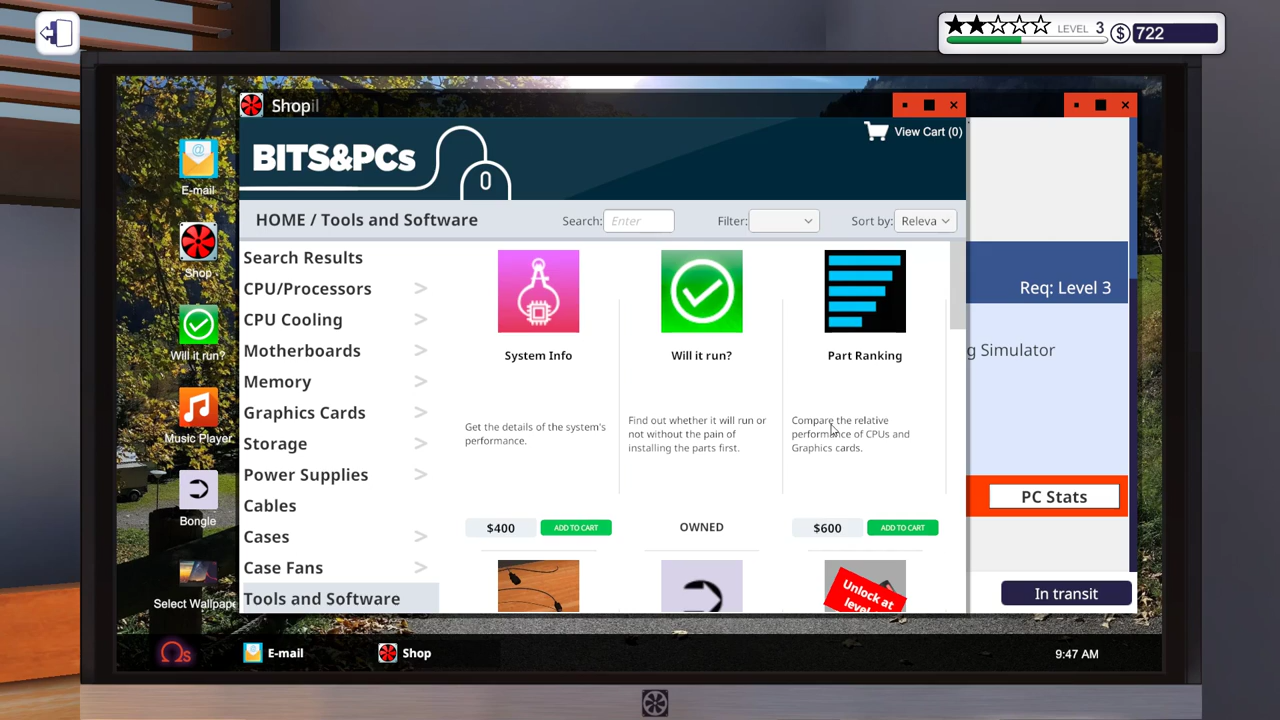 LEVEL 3
$ 722
Shop
View Cart (0)
BITS&PCs
HOME / Tools and Software
Search: Enter
Filter:
Sort by: Releva
E-mail
Shop
Will it run?
Music Player
Bongle
Select Wallpape
Search Results
CPU/Processors >
CPU Cooling >
Motherboards >
Memory >
Graphics Cards >
Storage >
Power Supplies >
Cables
Cases >
Case Fans >
Tools and Software
System Info
Get the details of the system's
performance.
$400 ADD TO CART
Will it run?
Find out whether it will run or
not without the pain of
installing the parts first.
OWNED
Part Ranking
Compare the relative
performance of CPUs and
Graphics cards.
$600 ADD TO CART
Unlock at
level
Req: Level 3
g Simulator
PC Stats
In transit
Ωs
E-mail
Shop
9:47 AM